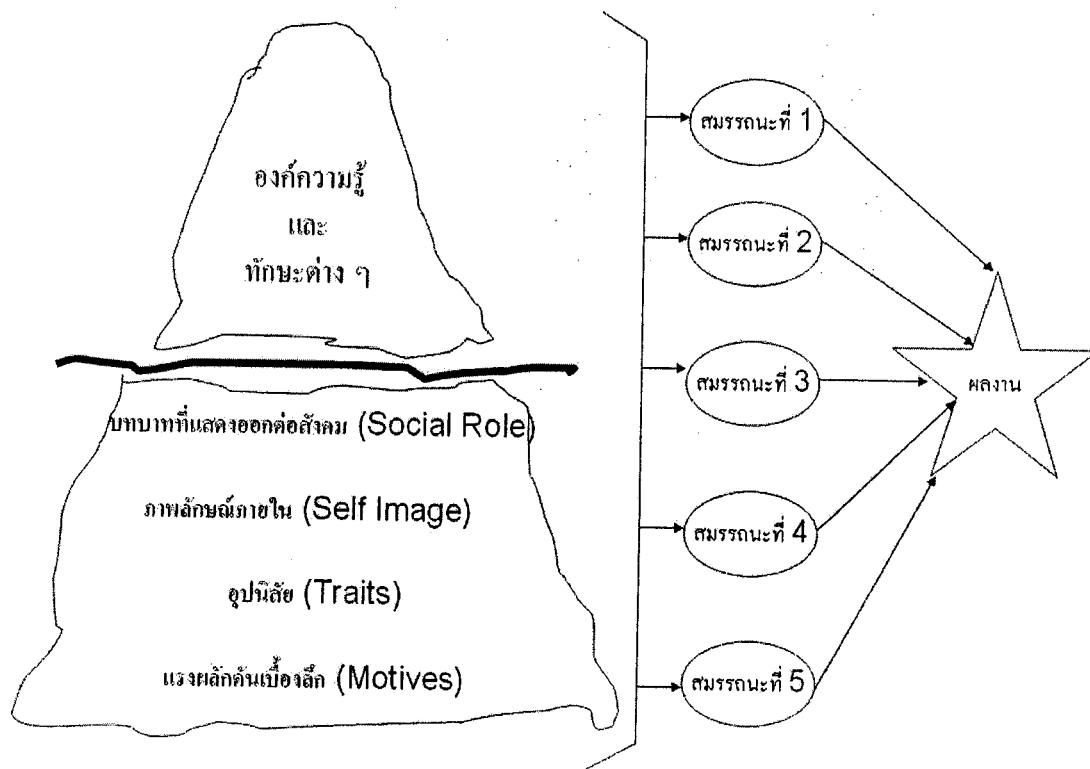 องค์ความรู้
และ
ทักษะต่าง ๆ
บทบาทที่แสดงออกต่อสังคม (Social Role)
ภาพลักษณ์ภายใน (Self Image)
อุปนิสัย (Traits)
แรงผลักดันเบื้องลึก (Motives)
สมรรถนะที่ 1
สมรรถนะที่ 2
สมรรถนะที่ 3
สมรรถนะที่ 4
สมรรถนะที่ 5
ผลงาน